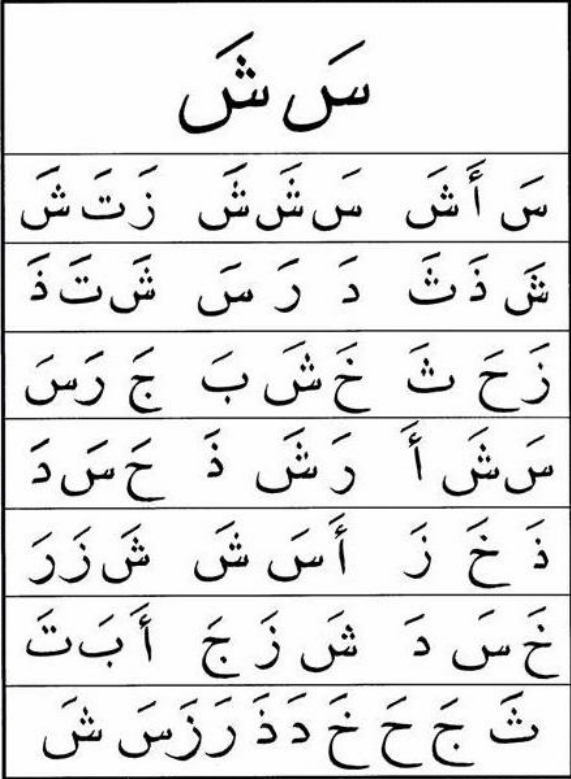 سَ شَ
سَ أَ شَ سَ شَ شَ زَ تَ شَ
شَ ذَ ثَ دَ رَ سَ شَ تَ ذَ
زَ حَ ثَ خَ شَ بَ جَ رَ سَ
سَ شَ أَ رَ شَ ذَ حَ سَ دَ
ذَ خَ زَ أَ سَ شَ شَ زَ رَ
خَ سَ دَ شَ زَ جَ أَ بَ تَ
ثَ جَ حَ خَ دَ ذَ رَ زَ سَ شَ